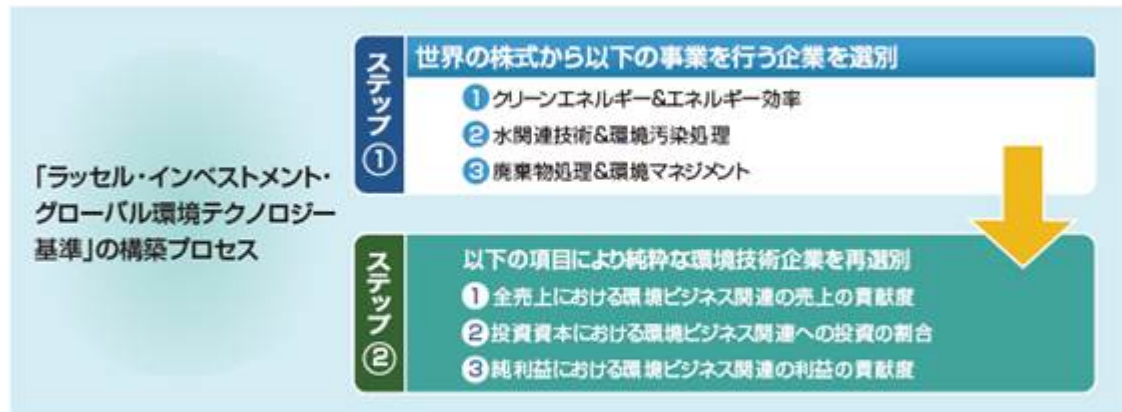 「ラッセル・インベストメント・
グローバル環境テクノロジー
基準」の構築プロセス
ステップ①
世界の株式から以下の事業を行う企業を選別
①クリーンエネルギー&エネルギー効率
②水関連技術&環境汚染処理
③廃棄物処理&環境マネジメント
ステップ②
以下の項目により純粋な環境技術企業を再選別
①全売上における環境ビジネス関連の売上の貢献度
②投資資本における環境ビジネス関連への投資の割合
③純利益における環境ビジネス関連の利益の貢献度